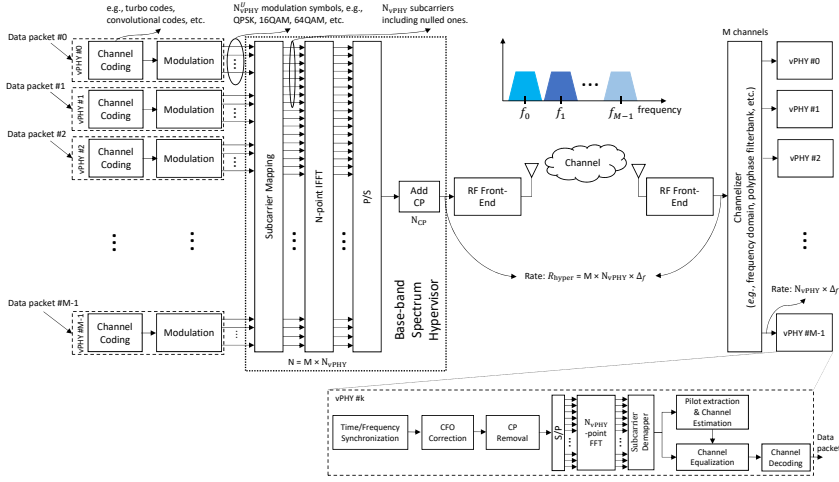 e.g., turbo codes,
convolutional codes, etc.
N^U_vPHY modulation symbols, e.g.,
QPSK, 16QAM, 64QAM, etc.
N_vPHY subcarriers
including nulled ones.
Data packet #0
vPHY #0
Channel
Coding
Modulation
Data packet #1
vPHY #1
Channel
Coding
Modulation
Data packet #2
vPHY #2
Channel
Coding
Modulation
Data packet #M-1
vPHY #M-1
Channel
Coding
Modulation
Subcarrier Mapping
N-point IFFT
P/S
Add
CP
N_CP
Base-band
Spectrum
Hypervisor
N = M × N_vPHY
f_0
f_1
f_M−1
frequency
RF Front-
End
Channel
RF Front-
End
Rate: R_hyper = M × N_vPHY × Δ_f
Channelizer
(e.g., frequency domain, polyphase filterbank, etc.)
M channels
vPHY #0
vPHY #1
vPHY #2
Rate: N_vPHY × Δ_f
vPHY #M-1
vPHY #k
Time/Frequency
Synchronization
CFO
Correction
CP
Removal
S/P
N_vPHY
-point
FFT
Subcarrier
Demapper
Pilot extraction
& Channel
Estimation
Channel
Equalization
Channel
Decoding
Data
packet